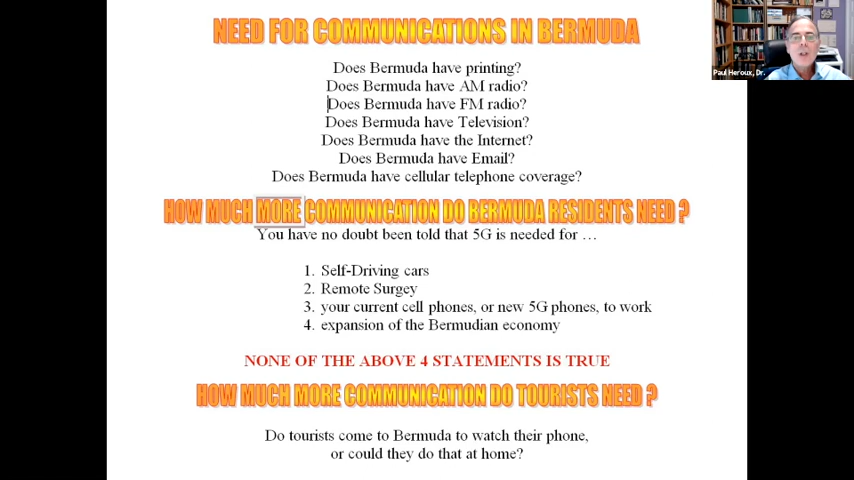 NEED FOR COMMUNICATIONS IN BERMUDA
Paul Heroux, Dr.
Does Bermuda have printing?
Does Bermuda have AM radio?
Does Bermuda have FM radio?
Does Bermuda have Television?
Does Bermuda have the Internet?
Does Bermuda have Email?
Does Bermuda have cellular telephone coverage?
HOW MUCH MORE COMMUNICATION DO BERMUDA RESIDENTS NEED ?
You have no doubt been told that 5G is needed for …
1. Self-Driving cars
2. Remote Surgey
3. your current cell phones, or new 5G phones, to work
4. expansion of the Bermudian economy
NONE OF THE ABOVE 4 STATEMENTS IS TRUE
HOW MUCH MORE COMMUNICATION DO TOURISTS NEED ?
Do tourists come to Bermuda to watch their phone,
or could they do that at home?